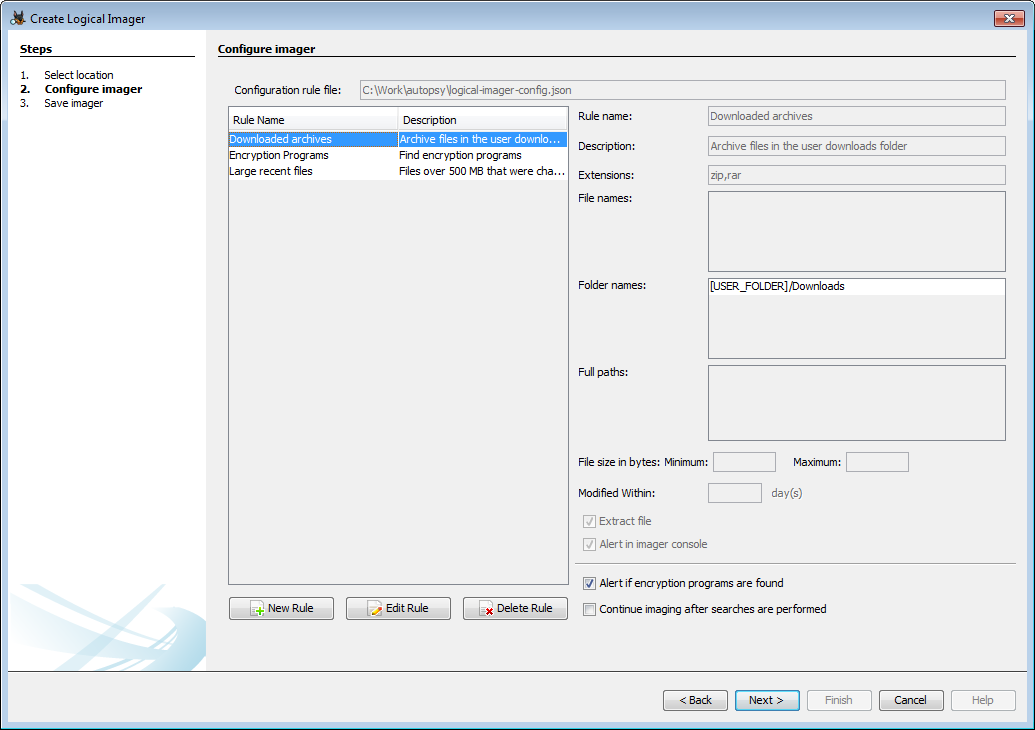 Create Logical Imager
Steps
1. Select location
2. Configure imager
3. Save imager
Configure imager
Configuration rule file: C:\Work\autopsy\logical-imager-config.json
Rule Name Description
Downloaded archives Archive files in the user downlo...
Encryption Programs Find encryption programs
Large recent files Files over 500 MB that were cha...
New Rule Edit Rule Delete Rule
Rule name: Downloaded archives
Description: Archive files in the user downloads folder
Extensions: zip,rar
File names:
Folder names: [USER_FOLDER]/Downloads
Full paths:
File size in bytes: Minimum: Maximum:
Modified Within: day(s)
Extract file
Alert in imager console
Alert if encryption programs are found
Continue imaging after searches are performed
< Back Next > Finish Cancel Help